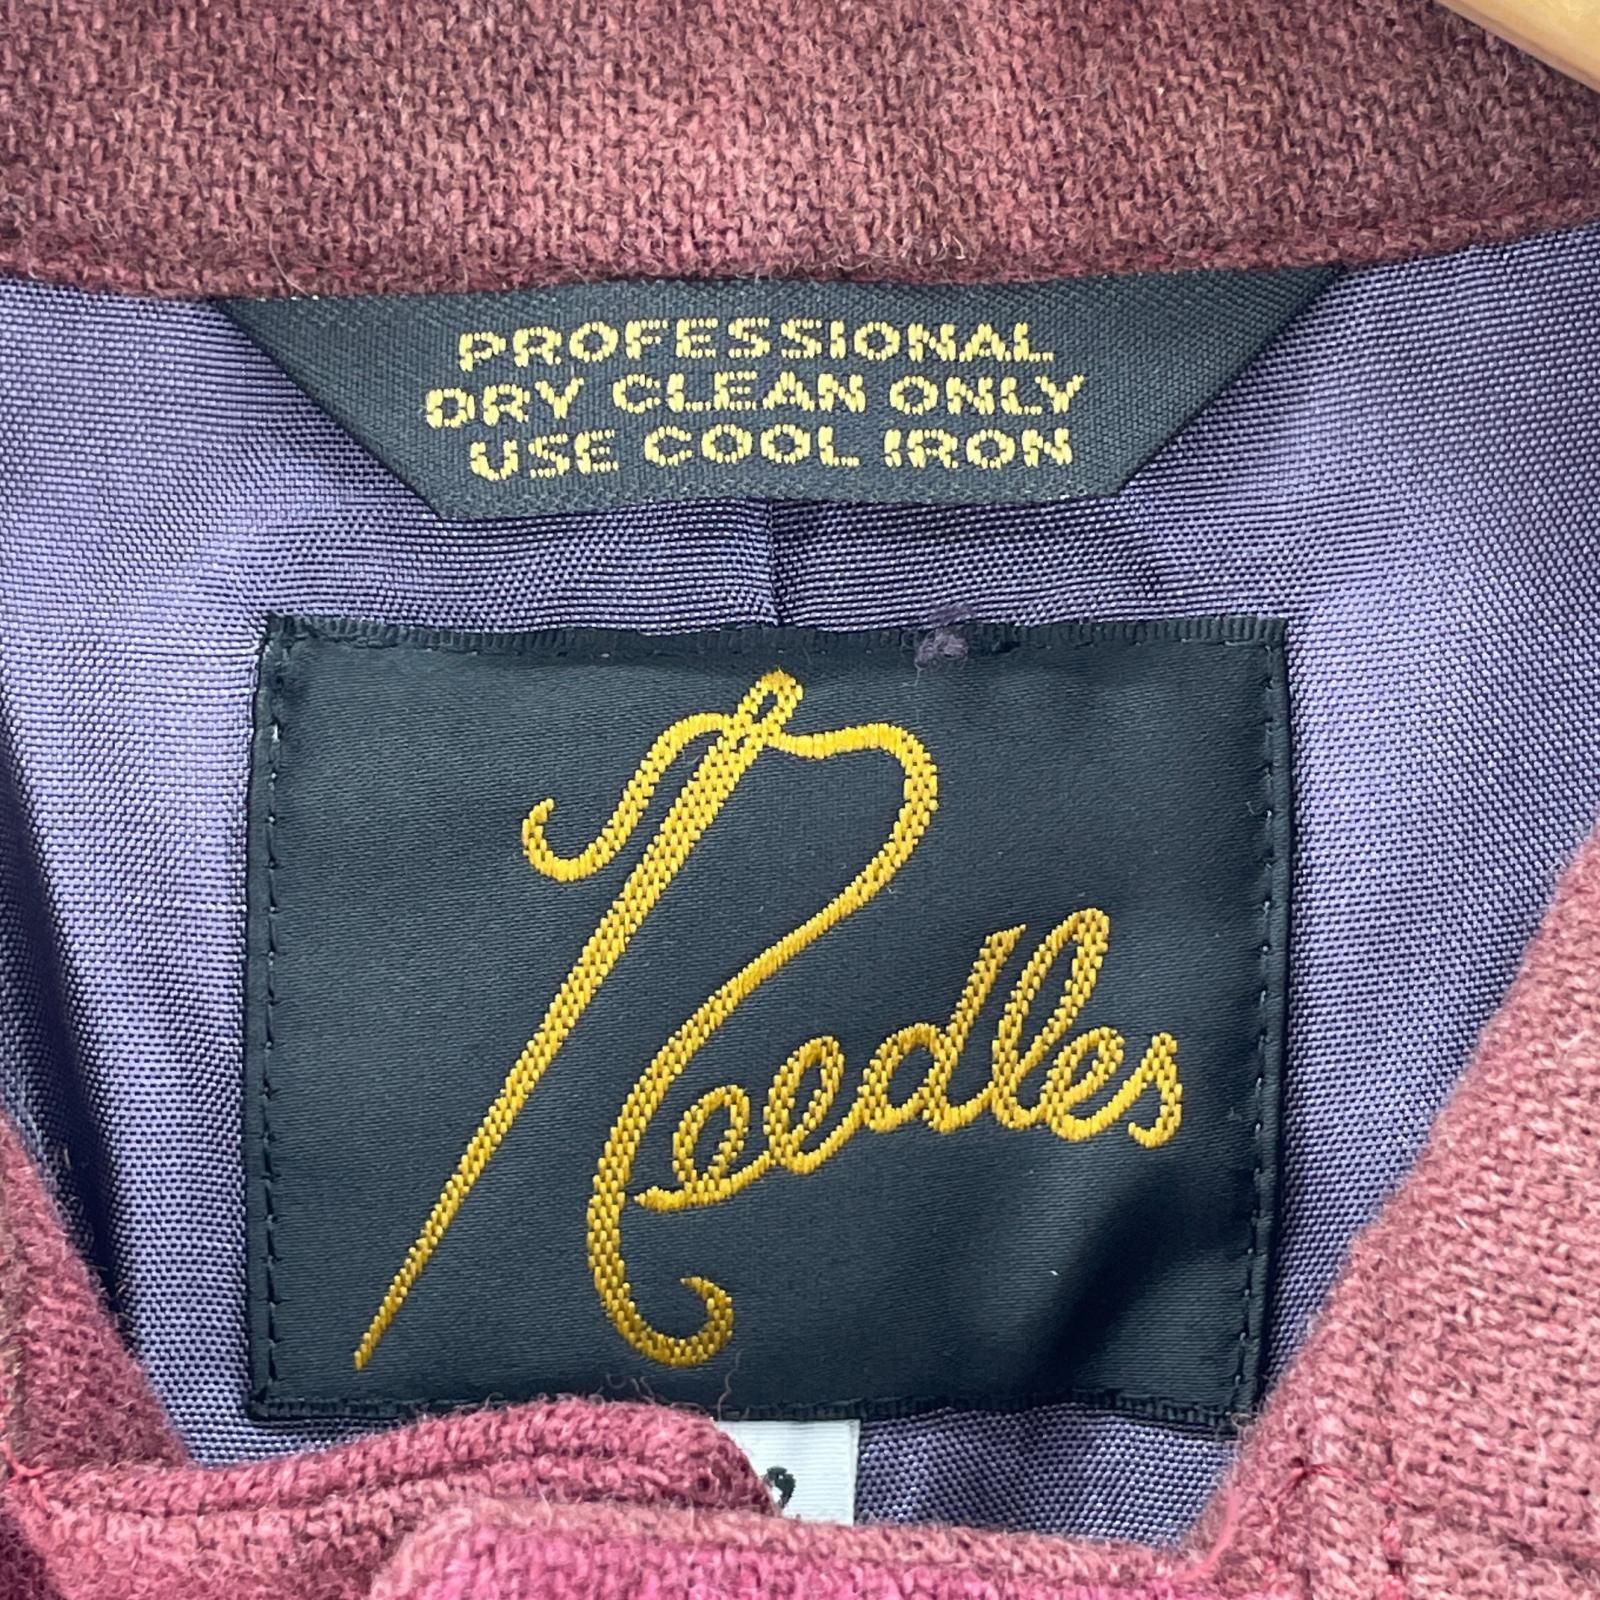 PROFESSIONAL
DRY CLEAN ONLY
USE COOL IRON
Needles